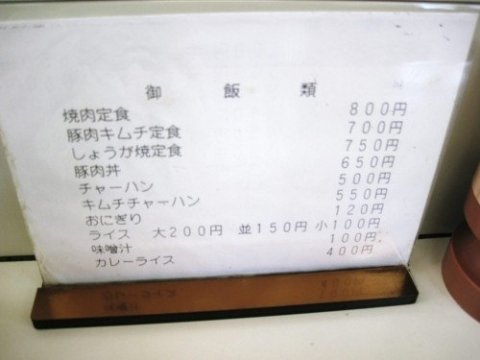 御飯類
焼肉定食 800円
豚肉キムチ定食 700円
しょうが焼定食 750円
豚肉丼 650円
チャーハン 500円
キムチチャーハン 550円
おにぎり 120円
ライス 大200円 並150円 小100円
味噌汁 100円
カレーライス 400円